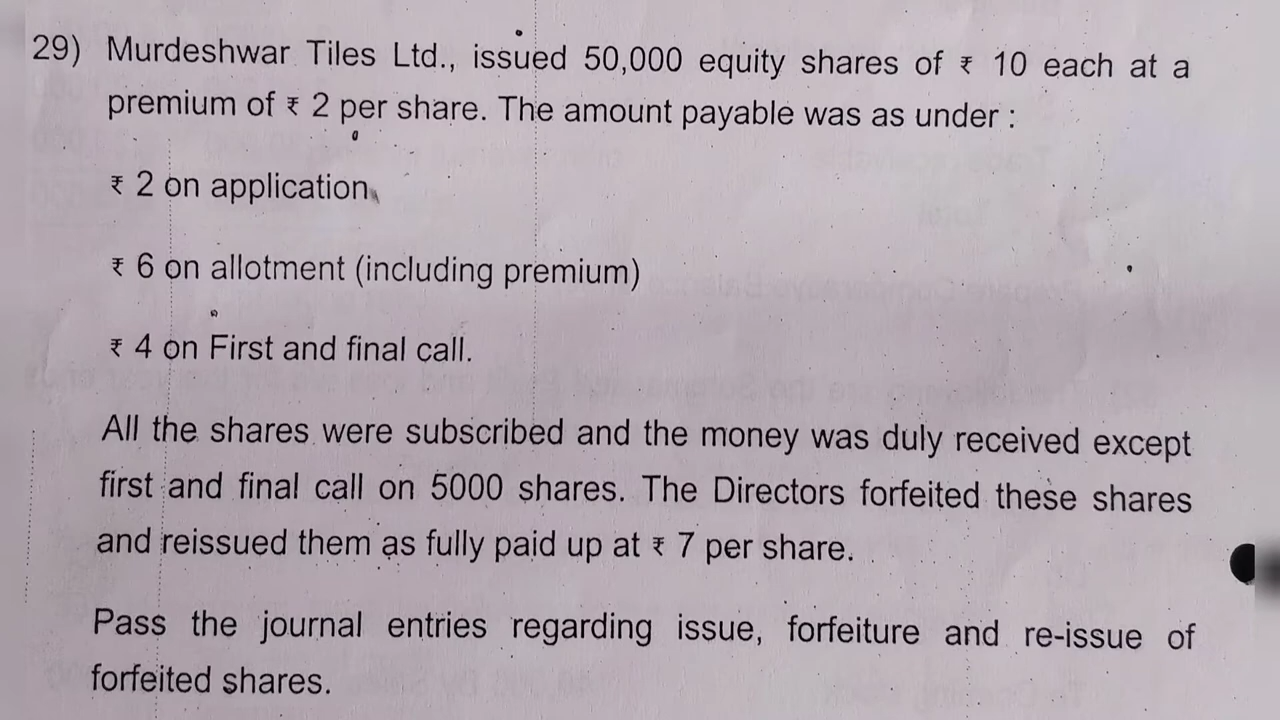 29) Murdeshwar Tiles Ltd., issued 50,000 equity shares of ₹ 10 each at a
premium of ₹ 2 per share. The amount payable was as under :
₹ 2 on application
₹ 6 on allotment (including premium)
₹ 4 on First and final call.
All the shares were subscribed and the money was duly received except
first and final call on 5000 shares. The Directors forfeited these shares
and reissued them as fully paid up at ₹ 7 per share.
Pass the journal entries regarding issue, forfeiture and re-issue of
forfeited shares.